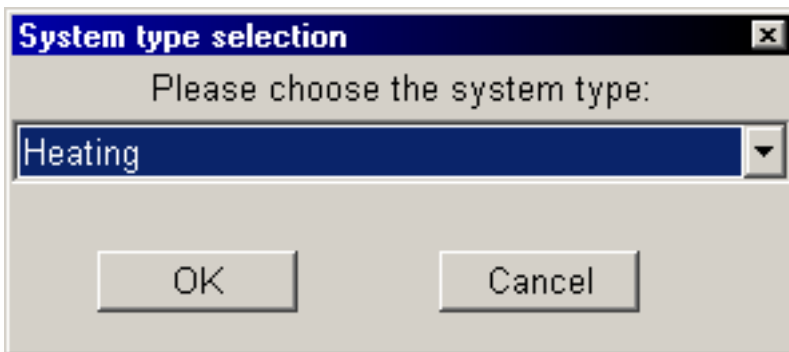 System type selection
Please choose the system type:
Heating
OK
Cancel